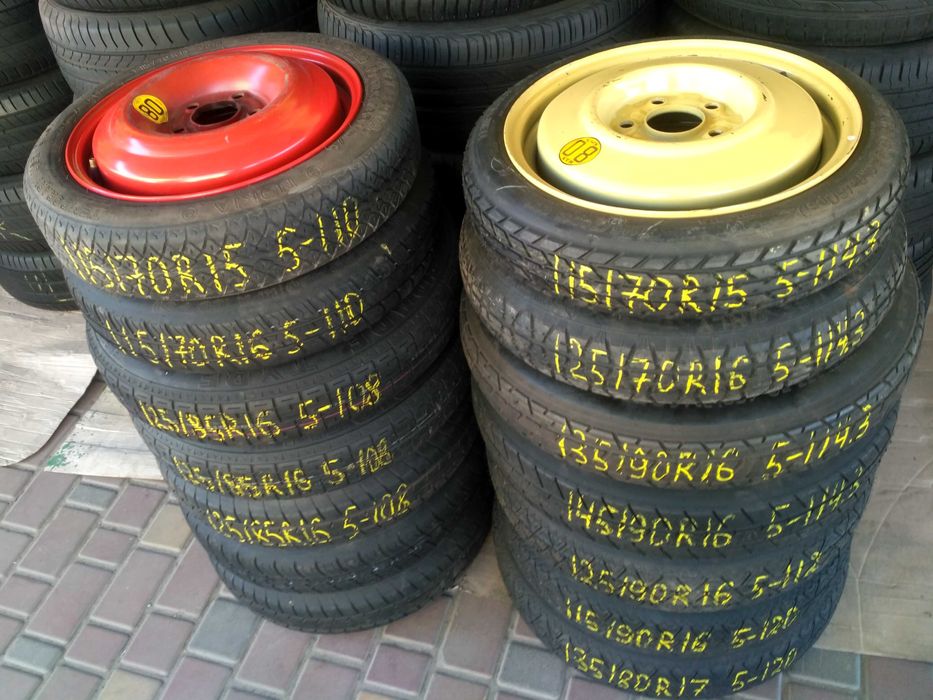 80
115/70R15 5-110
115/70R16 5-110
125/85R16 5-108
125/85R16 5-108
125/85R16 5-108
80
115/70R15 5-114.3
125/70R16 5-114.3
135/90R16 5-114.3
145/90R16 5-114.3
125/90R16 5-112
115/90R16 5-120
135/80R17 5-120